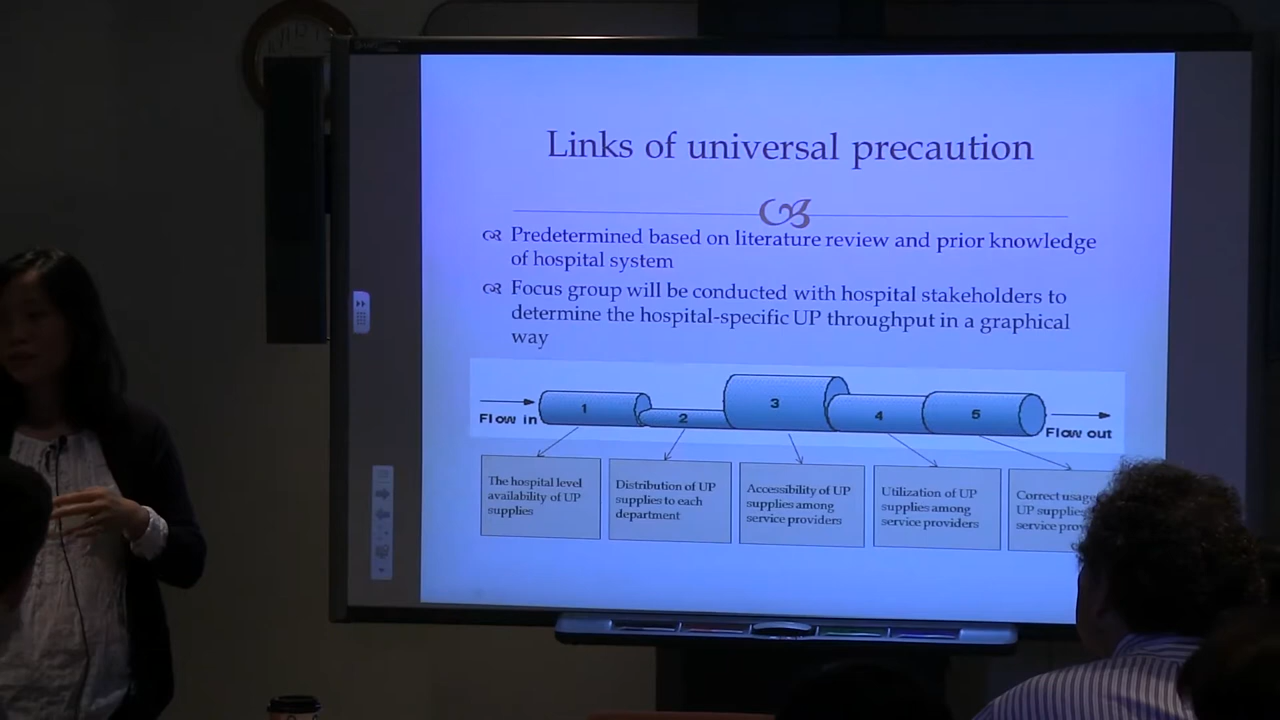 Links of universal precaution
Predetermined based on literature review and prior knowledge
of hospital system
Focus group will be conducted with hospital stakeholders to
determine the hospital-specific UP throughput in a graphical
way
Flow in
1
2
3
4
5
Flow out
The hospital level
availability of UP
supplies
Distribution of UP
supplies to each
department
Accessibility of UP
supplies among
service providers
Utilization of UP
supplies among
service providers
Correct
UP
service